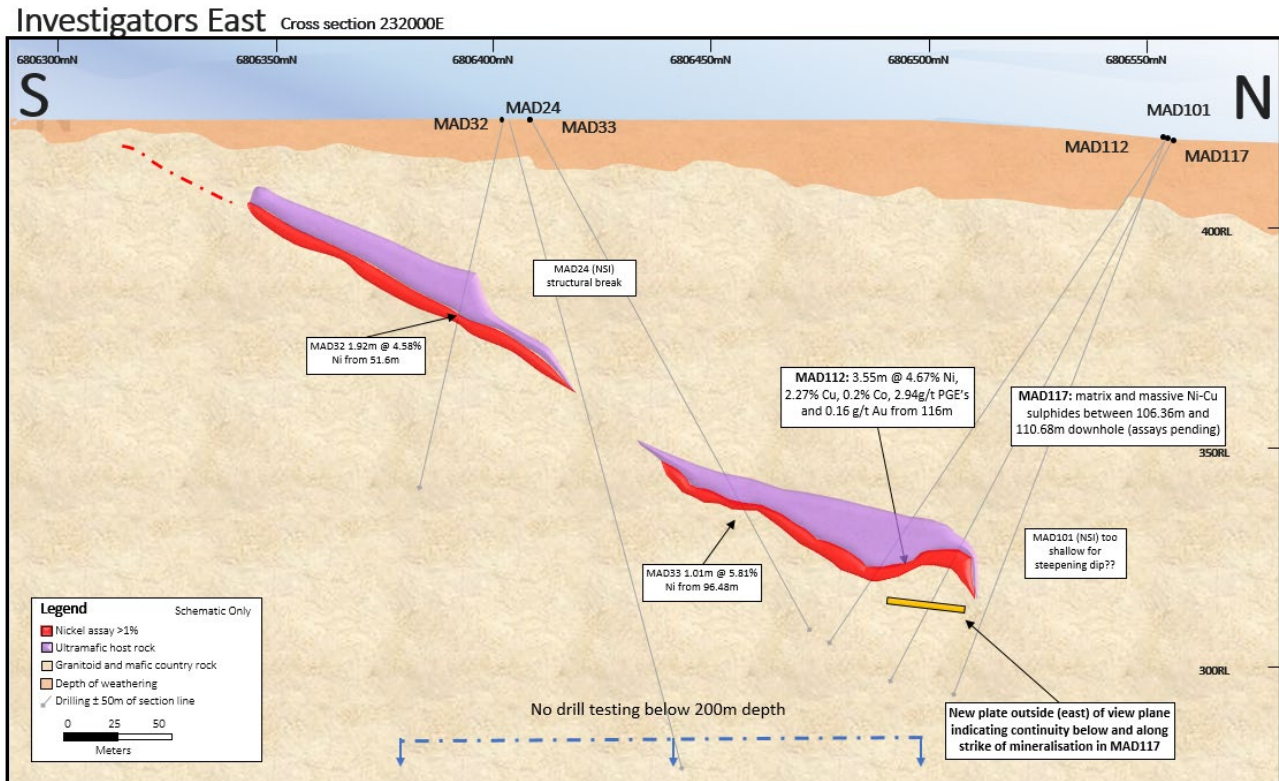 Investigators East Cross section 232000E
6806300mN 6806350mN 6806400mN 6806450mN 6806500mN 6806550mN
S
N
MAD24
MAD32
MAD33
MAD101
MAD112
MAD117
400RL
MAD24 (NSI)
structural break
MAD32 1.92m @ 4.58%
Ni from 51.6m
MAD112: 3.55m @ 4.67% Ni,
2.27% Cu, 0.2% Co, 2.94g/t PGE's
and 0.16 g/t Au from 116m
MAD117: matrix and massive Ni-Cu
sulphides between 106.36m and
110.68m downhole (assays pending)
350RL
MAD101 (NSI) too
shallow for
steepening dip??
MAD33 1.01m @ 5.81%
Ni from 96.48m
300RL
Legend
Schematic Only
Nickel assay >1%
Ultramafic host rock
Granitoid and mafic country rock
Depth of weathering
Drilling ± 50m of section line
0 25 50
Meters
No drill testing below 200m depth
New plate outside (east) of view plane
indicating continuity below and along
strike of mineralisation in MAD117